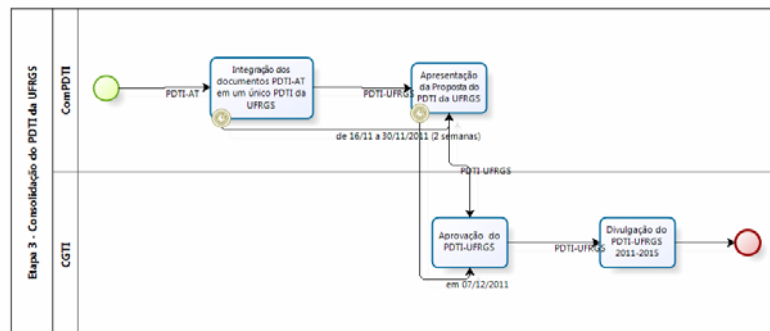 Etapa 3 - Consolidação do PDTI da UFRGS
ComPDTI
PDTI-AT
Integração dos
documentos PDTI-AT
em um único PDTI da
UFRGS
PDTI-UFRGS
Apresentação
da Proposta do
PDTI da UFRGS
de 16/11 a 30/11/2011 (2 semanas)
PDTI-UFRGS
CGTI
Aprovação do
PDTI-UFRGS
PDTI-UFRGS
Divulgação do
PDTI-UFRGS
2011-2015
em 07/12/2011